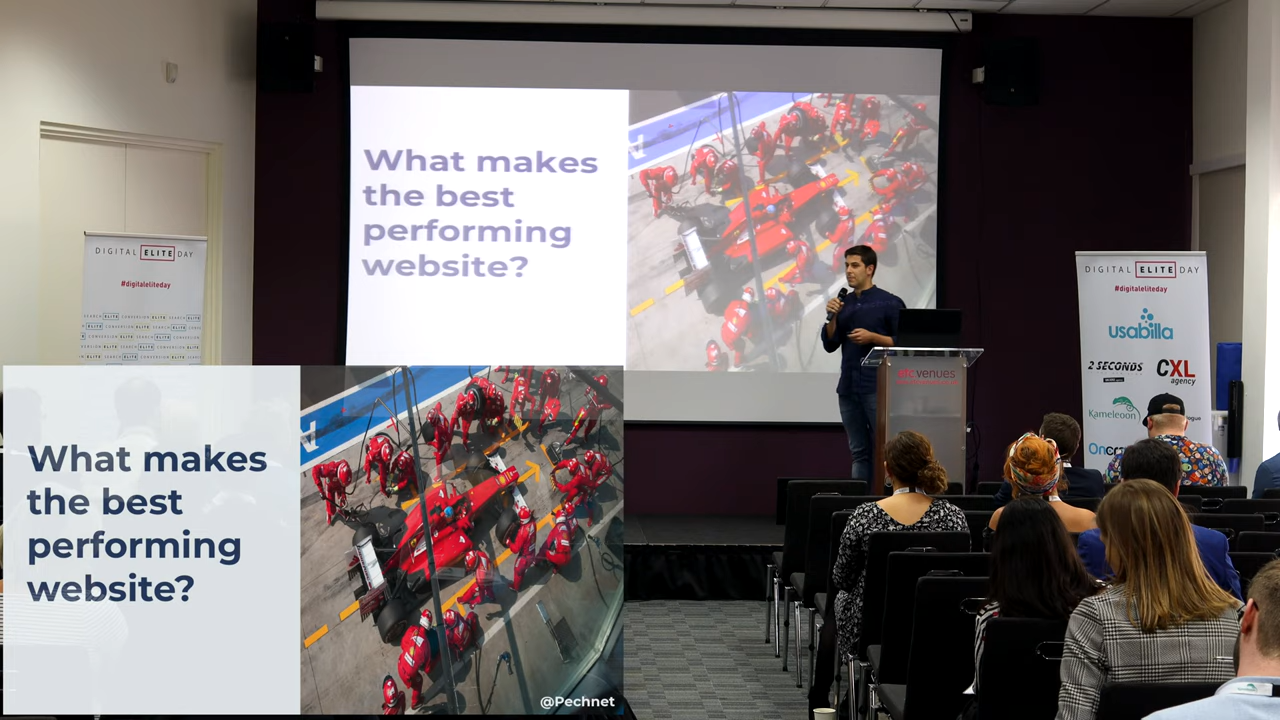 What makes
the best
performing
website?
DIGITAL ELITE DAY
#digitaleliteday
DIGITAL ELITE DAY
#digitaleliteday
usabilla
2 SECONDS
CXL
agency
Kameleoon
etc.venues
What makes
the best
performing
website?
@Pechnet